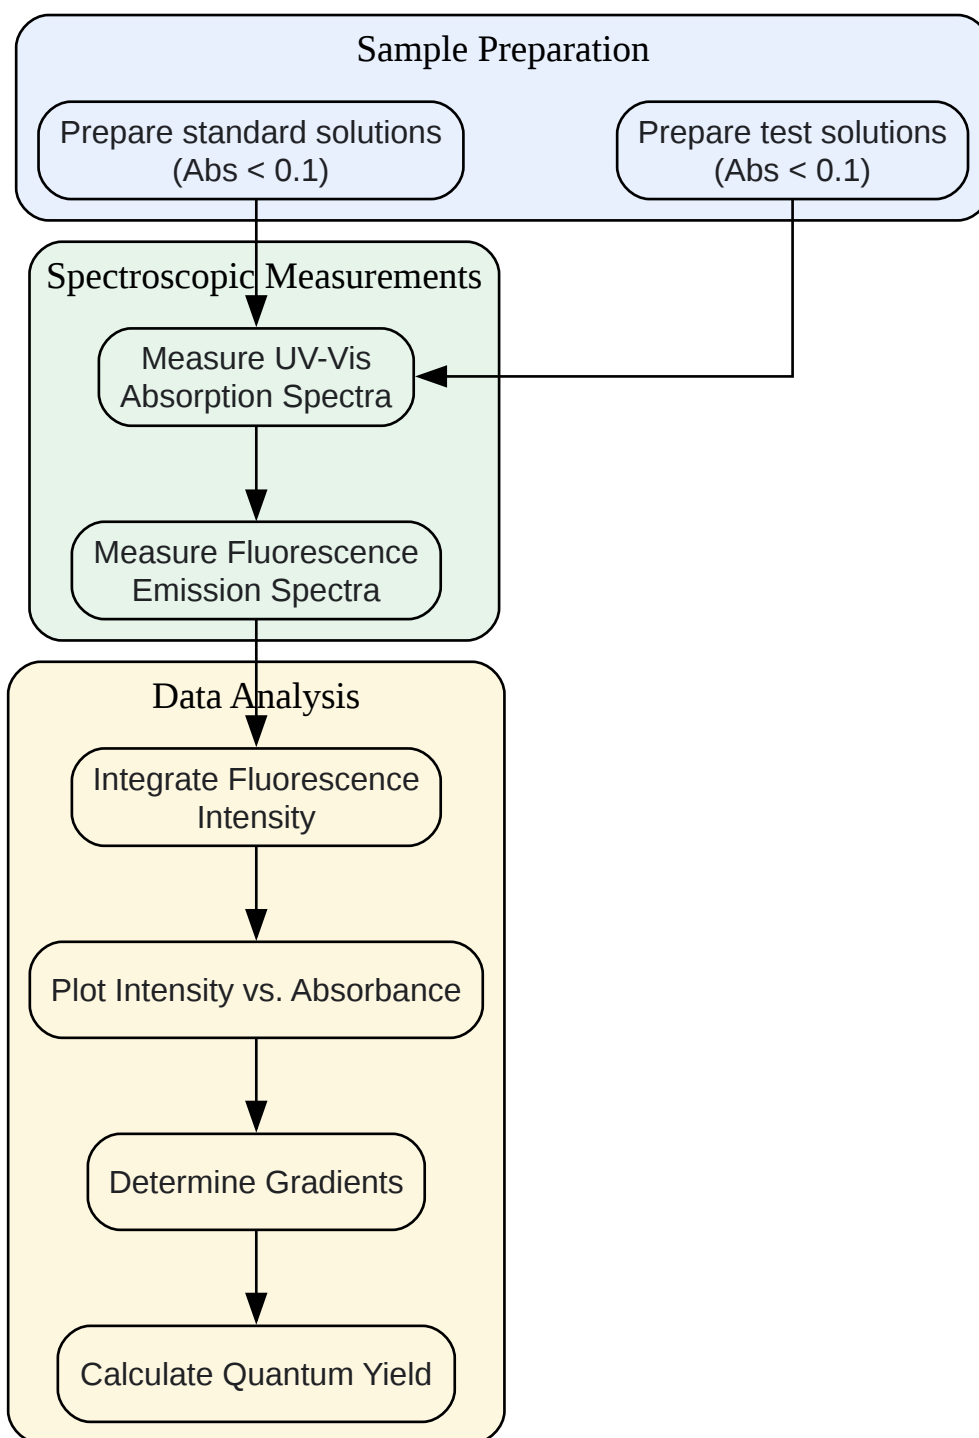 Sample Preparation
Prepare standard solutions
(Abs < 0.1)
Prepare test solutions
(Abs < 0.1)
Spectroscopic Measurements
Measure UV-Vis
Absorption Spectra
Measure Fluorescence
Emission Spectra
Data Analysis
Integrate Fluorescence
Intensity
Plot Intensity vs. Absorbance
Determine Gradients
Calculate Quantum Yield